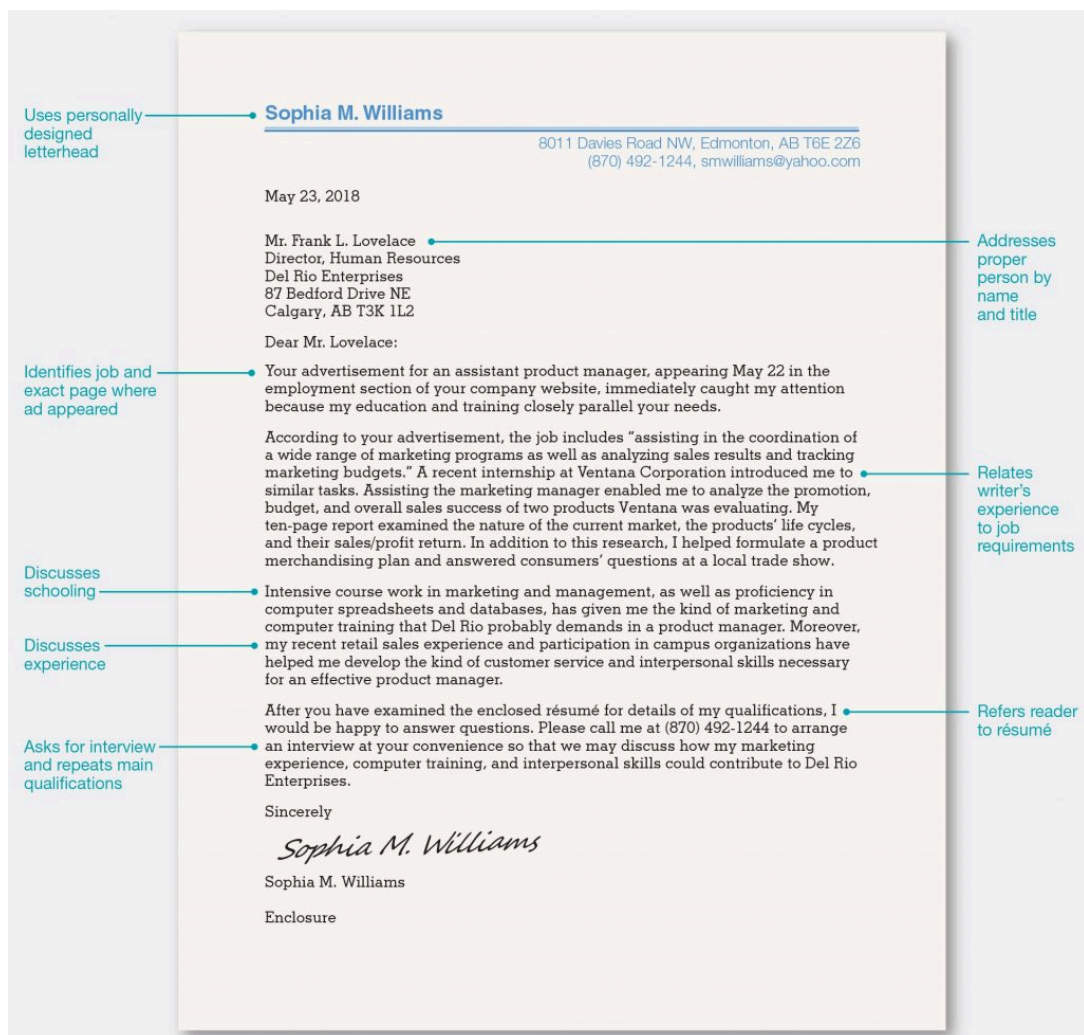 Uses personally
designed
letterhead
Sophia M. Williams
8011 Davies Road NW, Edmonton, AB T6E 2Z6
(870) 492-1244, smwilliams@yahoo.com
May 23, 2018
Mr. Frank L. Lovelace
Director, Human Resources
Del Rio Enterprises
87 Bedford Drive NE
Calgary, AB T3K 1L2
Addresses
proper
person by
name
and title
Dear Mr. Lovelace:
Identifies job and
exact page where
ad appeared
Your advertisement for an assistant product manager, appearing May 22 in the
employment section of your company website, immediately caught my attention
because my education and training closely parallel your needs.
According to your advertisement, the job includes “assisting in the coordination of
a wide range of marketing programs as well as analyzing sales results and tracking
marketing budgets.” A recent internship at Ventana Corporation introduced me to
similar tasks. Assisting the marketing manager enabled me to analyze the promotion,
budget, and overall sales success of two products Ventana was evaluating. My
ten-page report examined the nature of the current market, the products’ life cycles,
and their sales/profit return. In addition to this research, I helped formulate a product
merchandising plan and answered consumers’ questions at a local trade show.
Relates
writer’s
experience
to job
requirements
Discusses
schooling
Intensive course work in marketing and management, as well as proficiency in
computer spreadsheets and databases, has given me the kind of marketing and
computer training that Del Rio probably demands in a product manager. Moreover,
my recent retail sales experience and participation in campus organizations have
helped me develop the kind of customer service and interpersonal skills necessary
for an effective product manager.
Discusses
experience
After you have examined the enclosed résumé for details of my qualifications, I
would be happy to answer questions. Please call me at (870) 492-1244 to arrange
an interview at your convenience so that we may discuss how my marketing
experience, computer training, and interpersonal skills could contribute to Del Rio
Enterprises.
Refers reader
to résumé
Asks for interview
and repeats main
qualifications
Sincerely
Sophia M. Williams
Sophia M. Williams
Enclosure